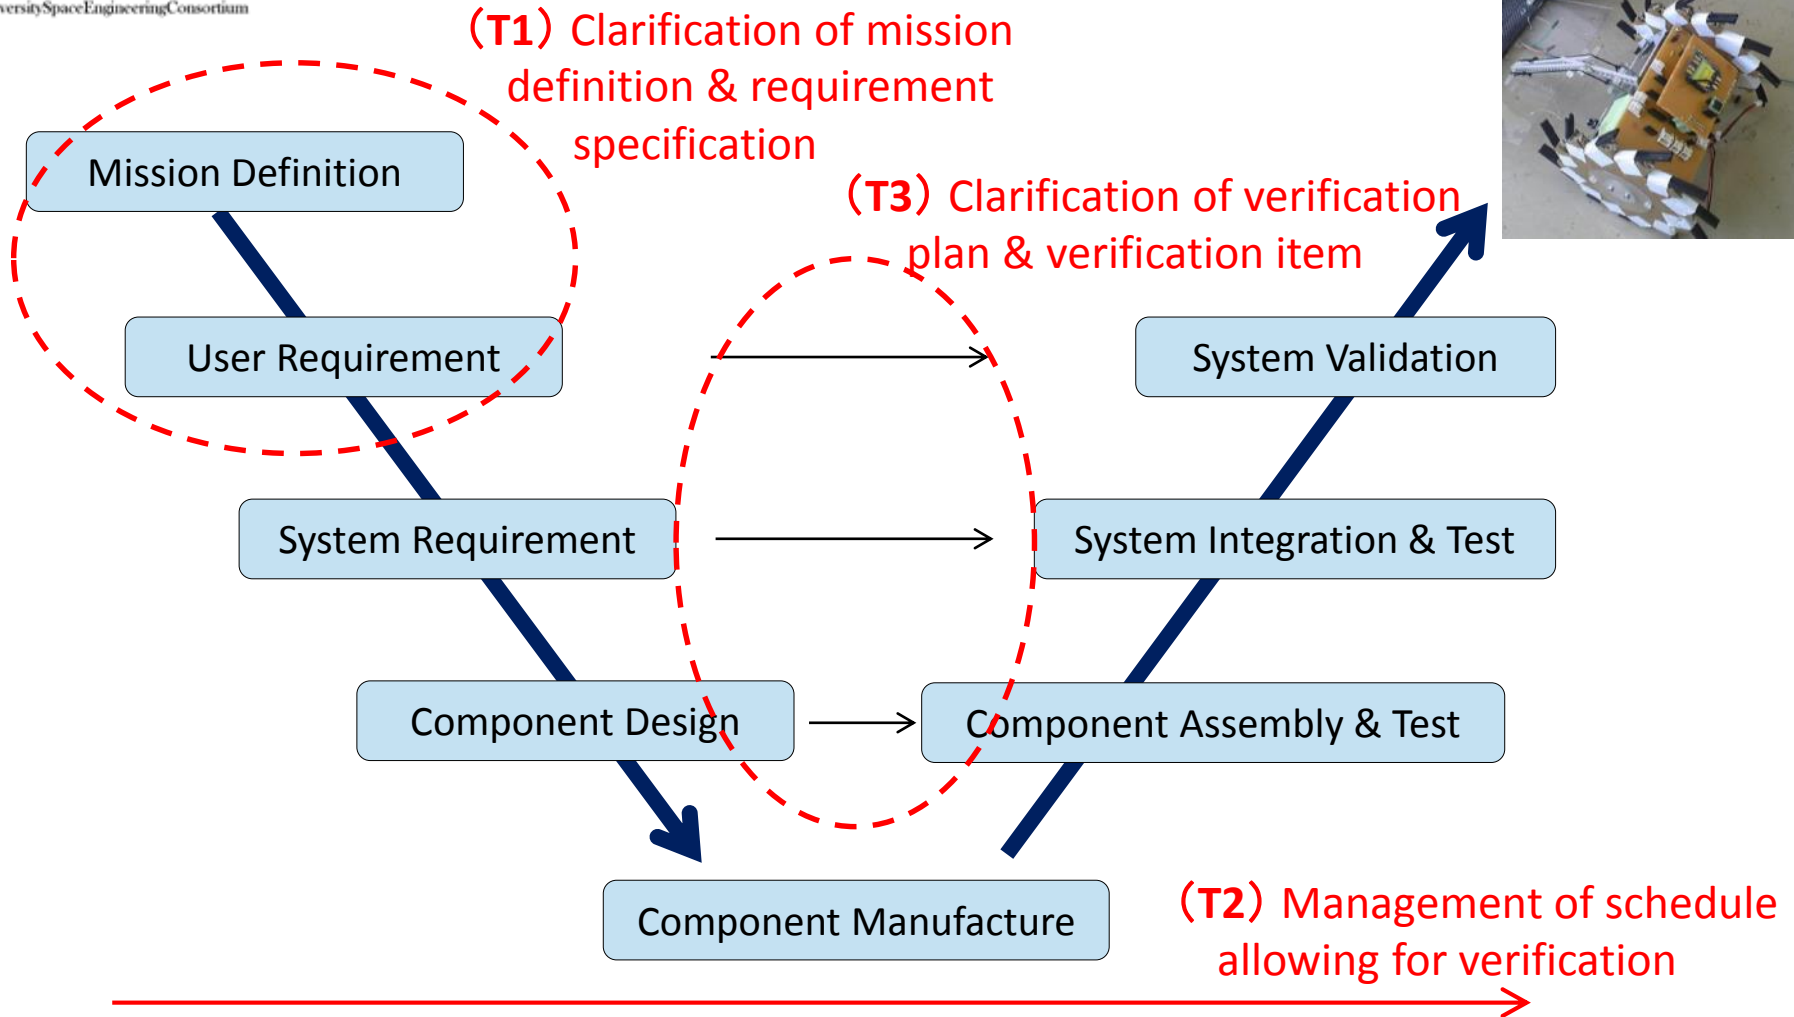 (T1) Clarification of mission
definition & requirement
specification
Mission Definition
(T3) Clarification of verification
plan & verification item
User Requirement
System Validation
System Requirement
System Integration & Test
Component Design
Component Assembly & Test
Component Manufacture
(T2) Management of schedule
allowing for verification